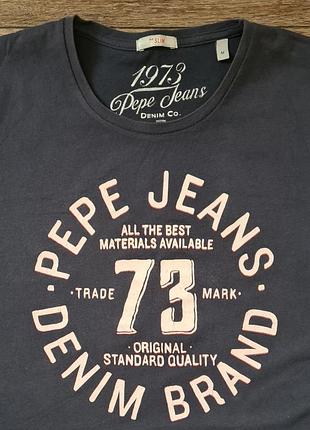 SLIM
M
1973
Pepe Jeans
DENIM CO.
· PEPE JEANS ·
ALL THE BEST
MATERIALS AVAILABLE
· TRADE 73 MARK ·
· ORIGINAL ·
STANDARD QUALITY
DENIM BRAND